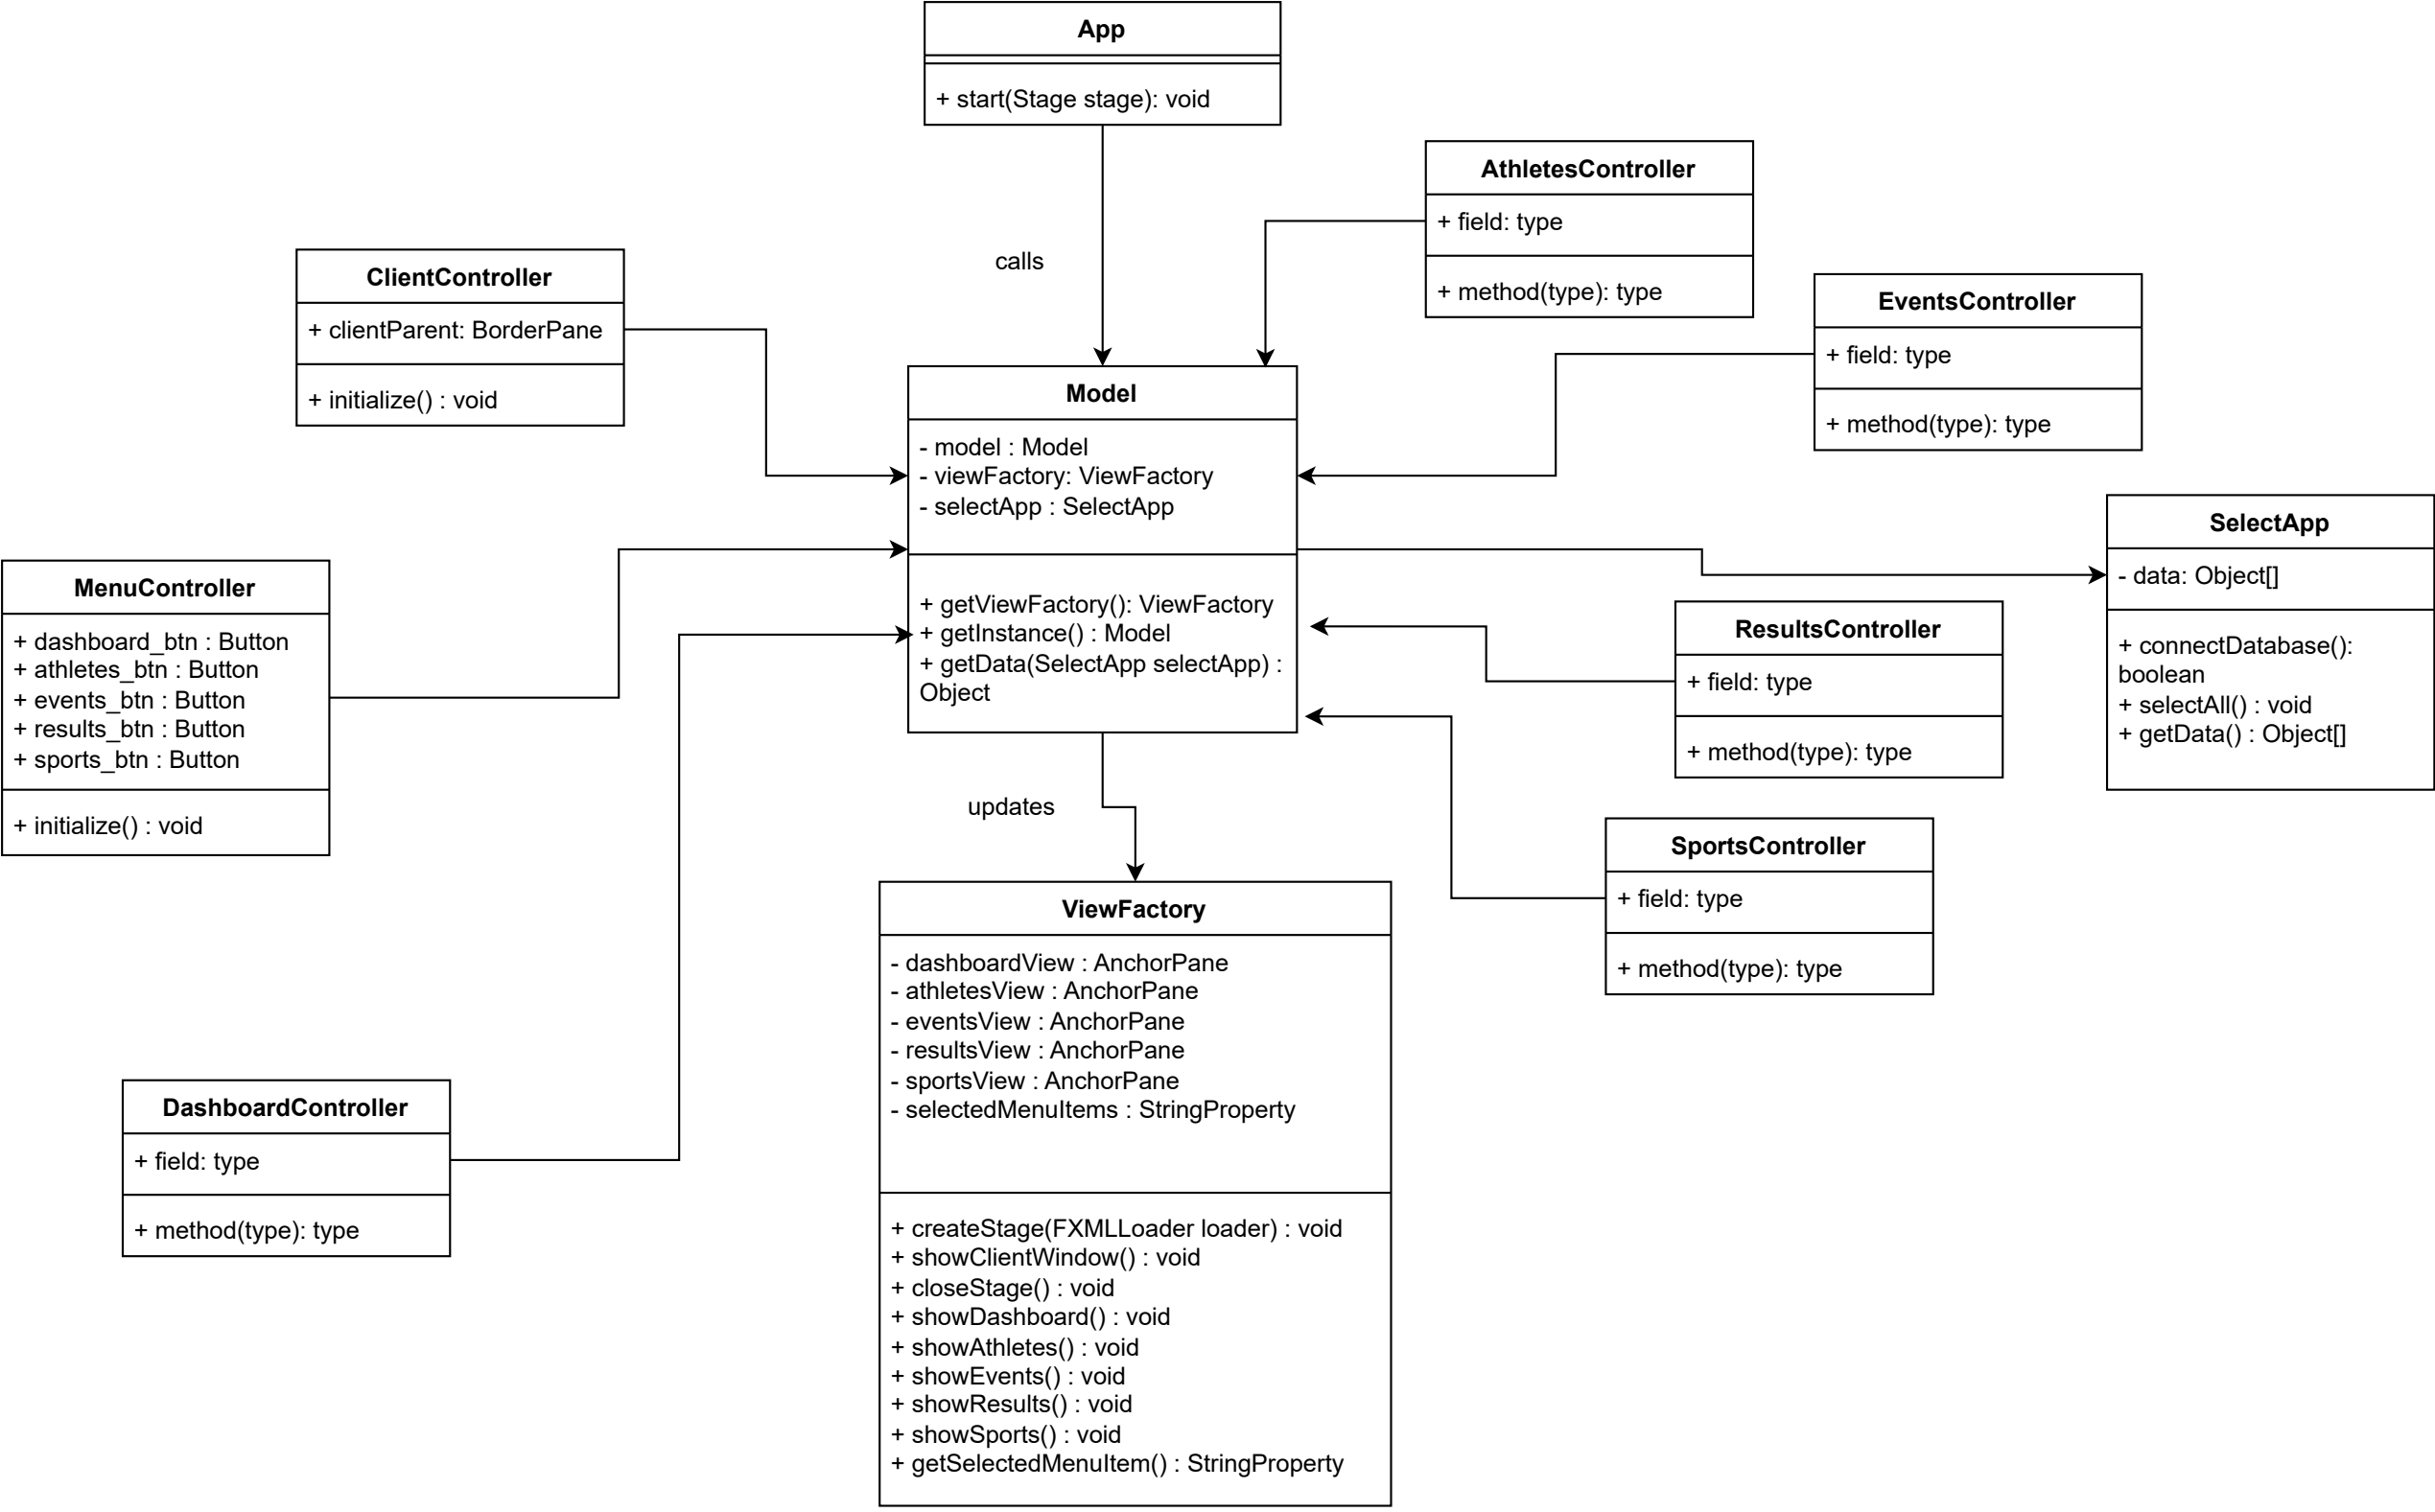 App
+ start(Stage stage): void
calls
AthletesController
+ field: type
+ method(type): type
ClientController
+ clientParent: BorderPane
+ initialize() : void
EventsController
+ field: type
+ method(type): type
Model
- model : Model
- viewFactory: ViewFactory
- selectApp : SelectApp
+ getViewFactory(): ViewFactory
+ getInstance() : Model
+ getData(SelectApp selectApp) :
Object
SelectApp
- data: Object[]
+ connectDatabase():
boolean
+ selectAll() : void
+ getData() : Object[]
MenuController
+ dashboard_btn : Button
+ athletes_btn : Button
+ events_btn : Button
+ results_btn : Button
+ sports_btn : Button
+ initialize() : void
ResultsController
+ field: type
+ method(type): type
updates
SportsController
+ field: type
+ method(type): type
ViewFactory
- dashboardView : AnchorPane
- athletesView : AnchorPane
- eventsView : AnchorPane
- resultsView : AnchorPane
- sportsView : AnchorPane
- selectedMenuItems : StringProperty
+ createStage(FXMLLoader loader) : void
+ showClientWindow() : void
+ closeStage() : void
+ showDashboard() : void
+ showAthletes() : void
+ showEvents() : void
+ showResults() : void
+ showSports() : void
+ getSelectedMenuItem() : StringProperty
DashboardController
+ field: type
+ method(type): type